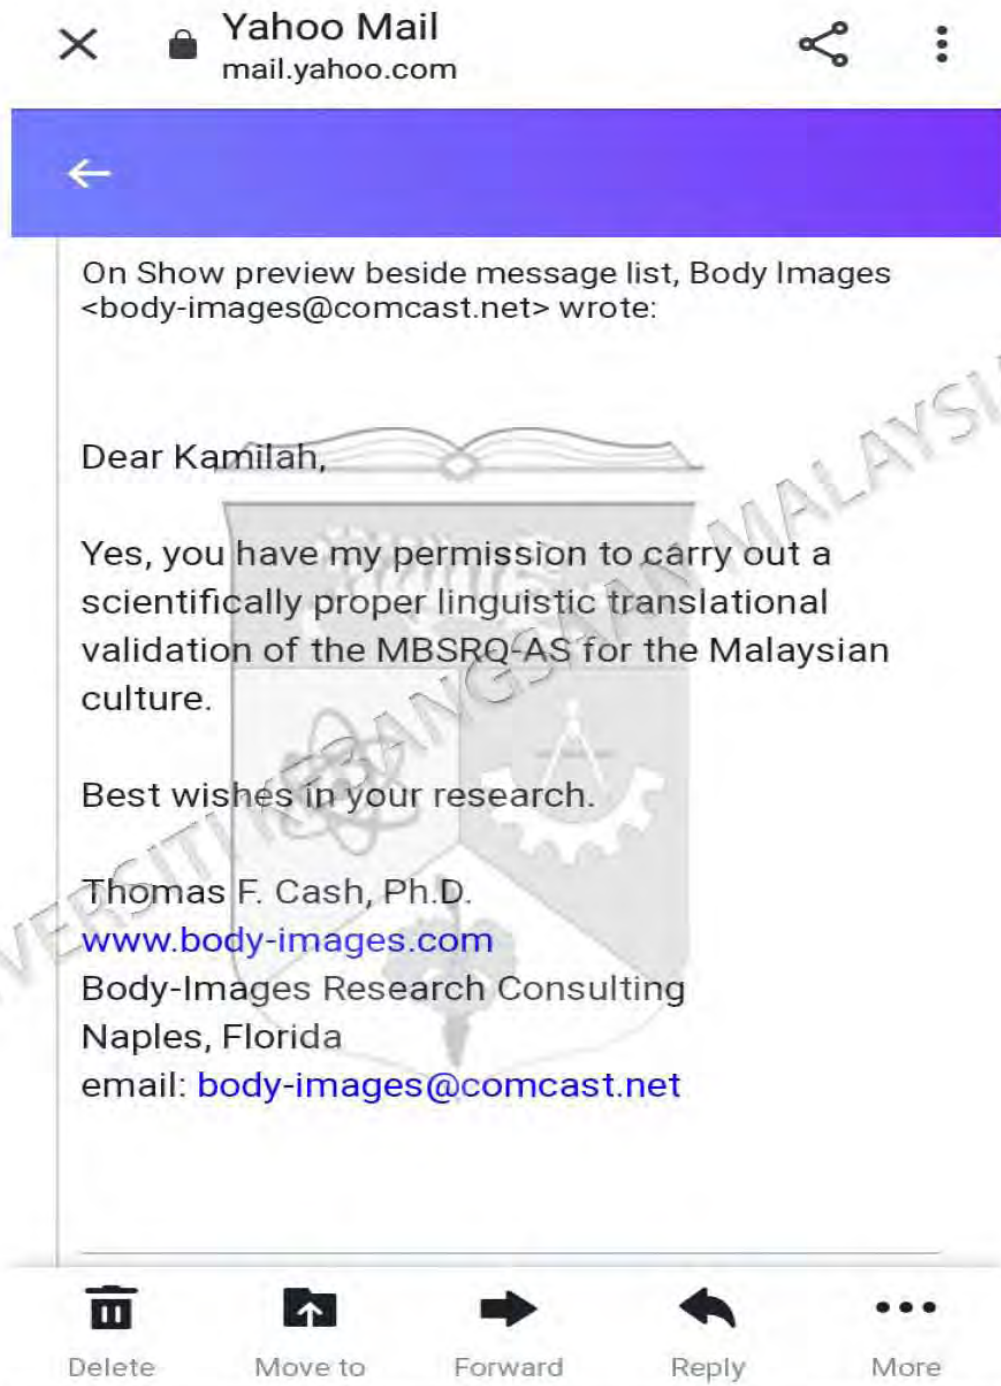 Yahoo Mail
mail.yahoo.com
On Show preview beside message list, Body Images
<body-images@comcast.net> wrote:
Dear Kamilah,
Yes, you have my permission to carry out a
scientifically proper linguistic translational
validation of the MBSRQ-AS for the Malaysian
culture.
Best wishes in your research.
Thomas F. Cash, Ph.D.
www.body-images.com
Body-Images Research Consulting
Naples, Florida
email: body-images@comcast.net
VERSITI KEBANGSAAN MALAYSI
Delete Move to Forward Reply More